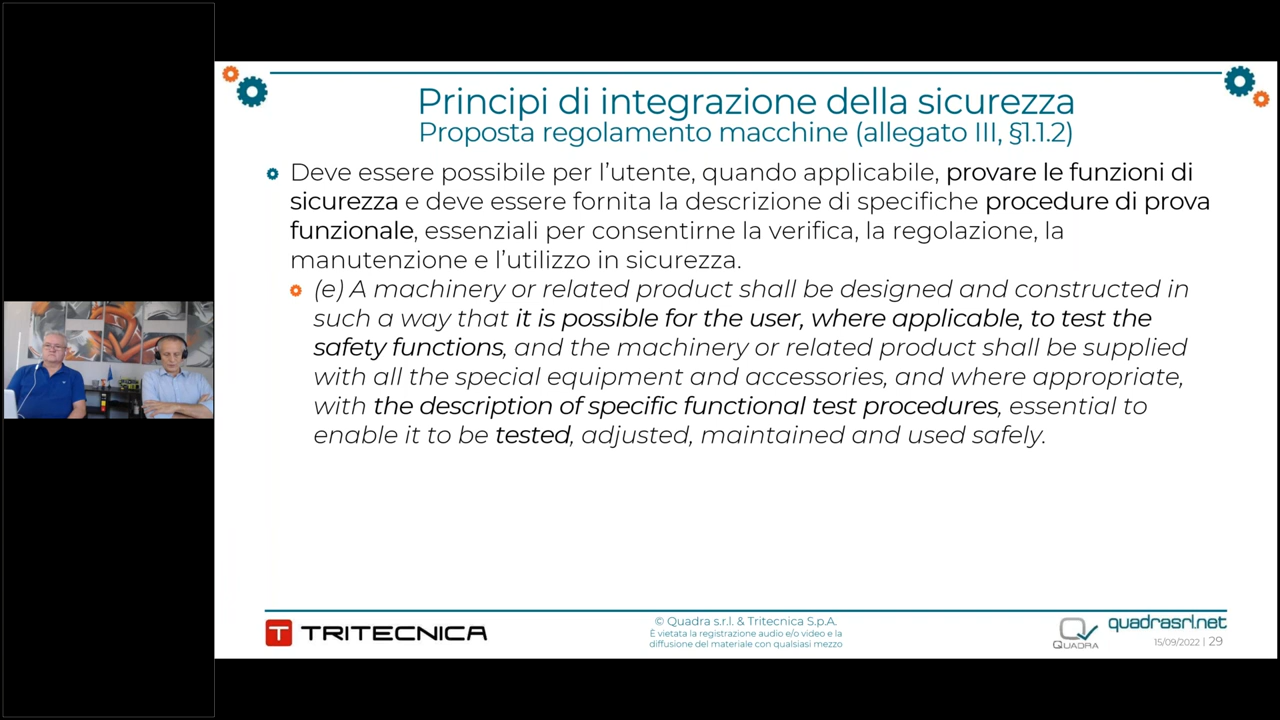 Principi di integrazione della sicurezza
Proposta regolamento macchine (allegato III, §1.1.2)
Deve essere possibile per l’utente, quando applicabile, provare le funzioni di
sicurezza e deve essere fornita la descrizione di specifiche procedure di prova
funzionale, essenziali per consentirne la verifica, la regolazione, la
manutenzione e l’utilizzo in sicurezza.
(e) A machinery or related product shall be designed and constructed in
such a way that it is possible for the user, where applicable, to test the
safety functions, and the machinery or related product shall be supplied
with all the special equipment and accessories, and where appropriate,
with the description of specific functional test procedures, essential to
enable it to be tested, adjusted, maintained and used safely.
T TRITECNICA
© Quadra s.r.l. & Tritecnica S.p.A.
È vietata la registrazione audio e/o video e la
diffusione del materiale con qualsiasi mezzo
QUADRA
quadrasrl.net
15/09/2022 | 29